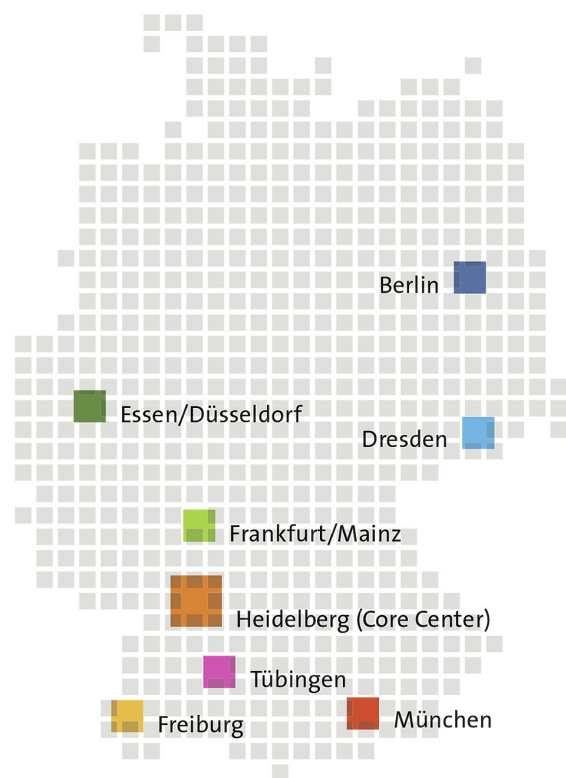 Berlin
Essen/Düsseldorf
Dresden
Frankfurt/Mainz
Heidelberg (Core Center)
Tübingen
Freiburg
München